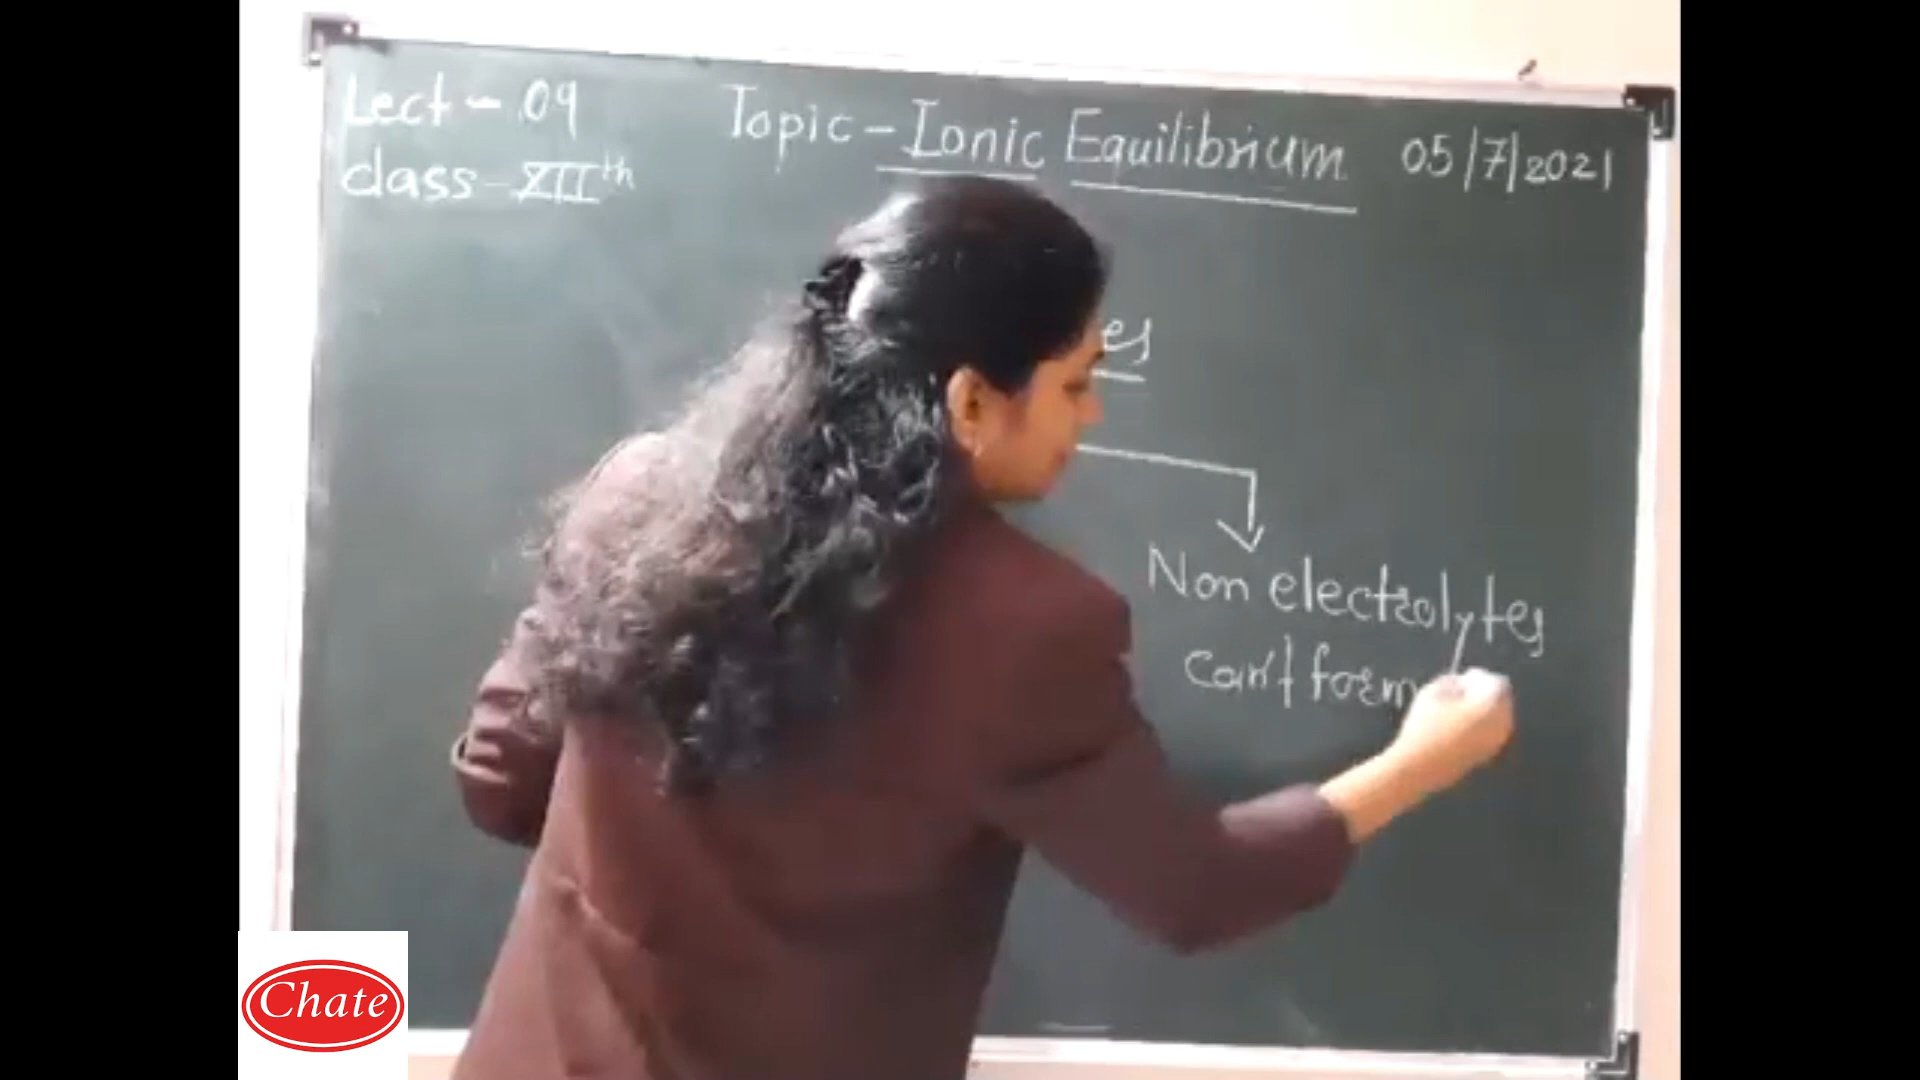 Lect - 09 Topic - Ionic Equilibrium 05/7/2021
class - XIIth
Non electrolytes
can't form
Chate